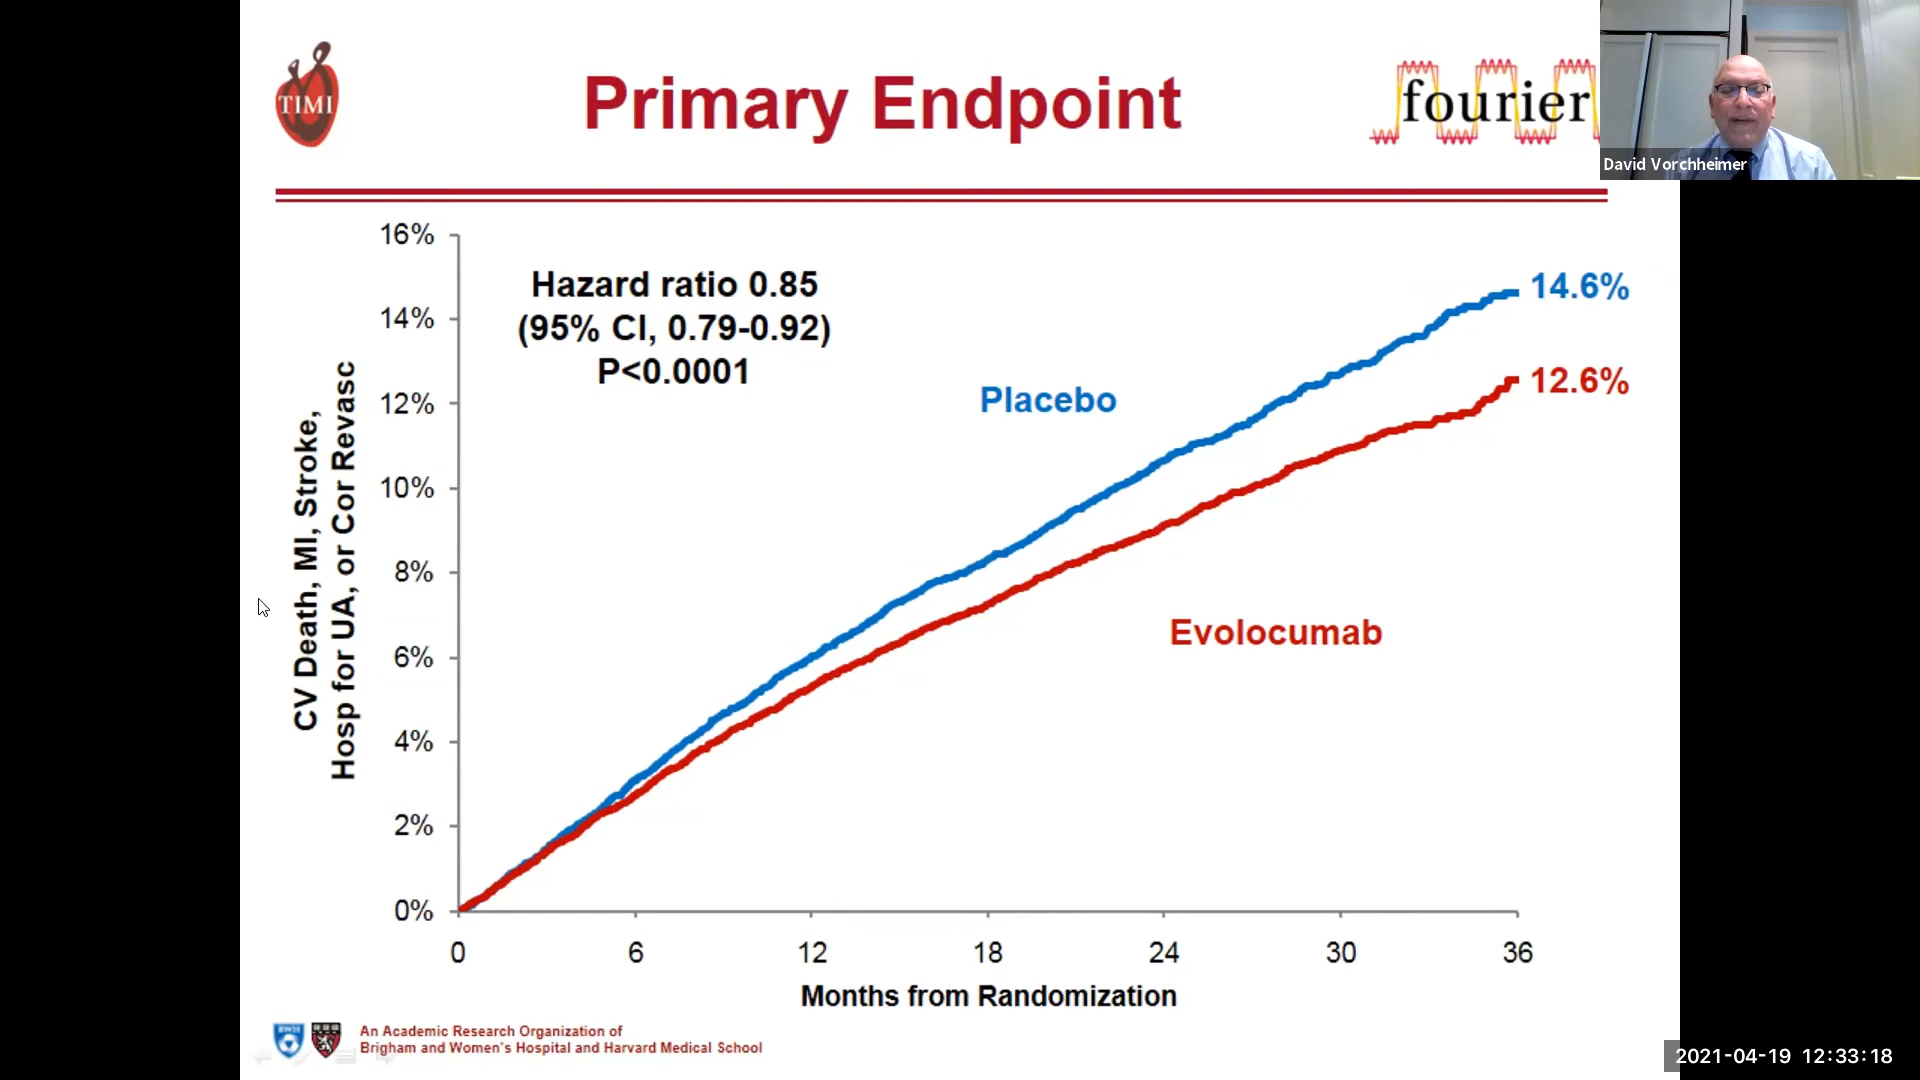 TIMI
Primary Endpoint
fourier
David Vorchheimer
16%
14%
12%
10%
8%
6%
4%
2%
0%
CV Death, MI, Stroke,
Hosp for UA, or Cor Revasc
Hazard ratio 0.85
(95% CI, 0.79-0.92)
P<0.0001
Placebo
14.6%
12.6%
Evolocumab
0 6 12 18 24 30 36
Months from Randomization
BWH
An Academic Research Organization of
Brigham and Women's Hospital and Harvard Medical School
2021-04-19 12:33:18